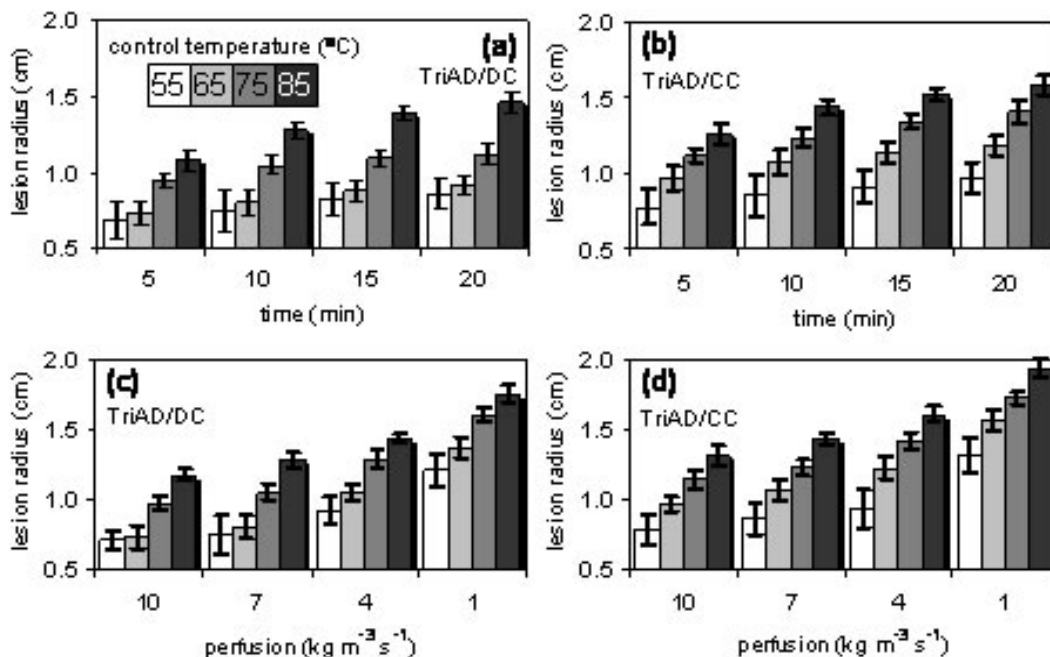 2.0
1.5
1.0
0.5
lesion radius (cm)
control temperature (°C)
55 65 75 85
(a)
TriAD/DC
5 10 15 20
time (min)
2.0
1.5
1.0
0.5
lesion radius (cm)
(b)
TriAD/CC
5 10 15 20
time (min)
2.0
1.5
1.0
0.5
lesion radius (cm)
(c)
TriAD/DC
10 7 4 1
perfusion (kg m⁻³ s⁻¹)
2.0
1.5
1.0
0.5
lesion radius (cm)
(d)
TriAD/CC
10 7 4 1
perfusion (kg m⁻³ s⁻¹)